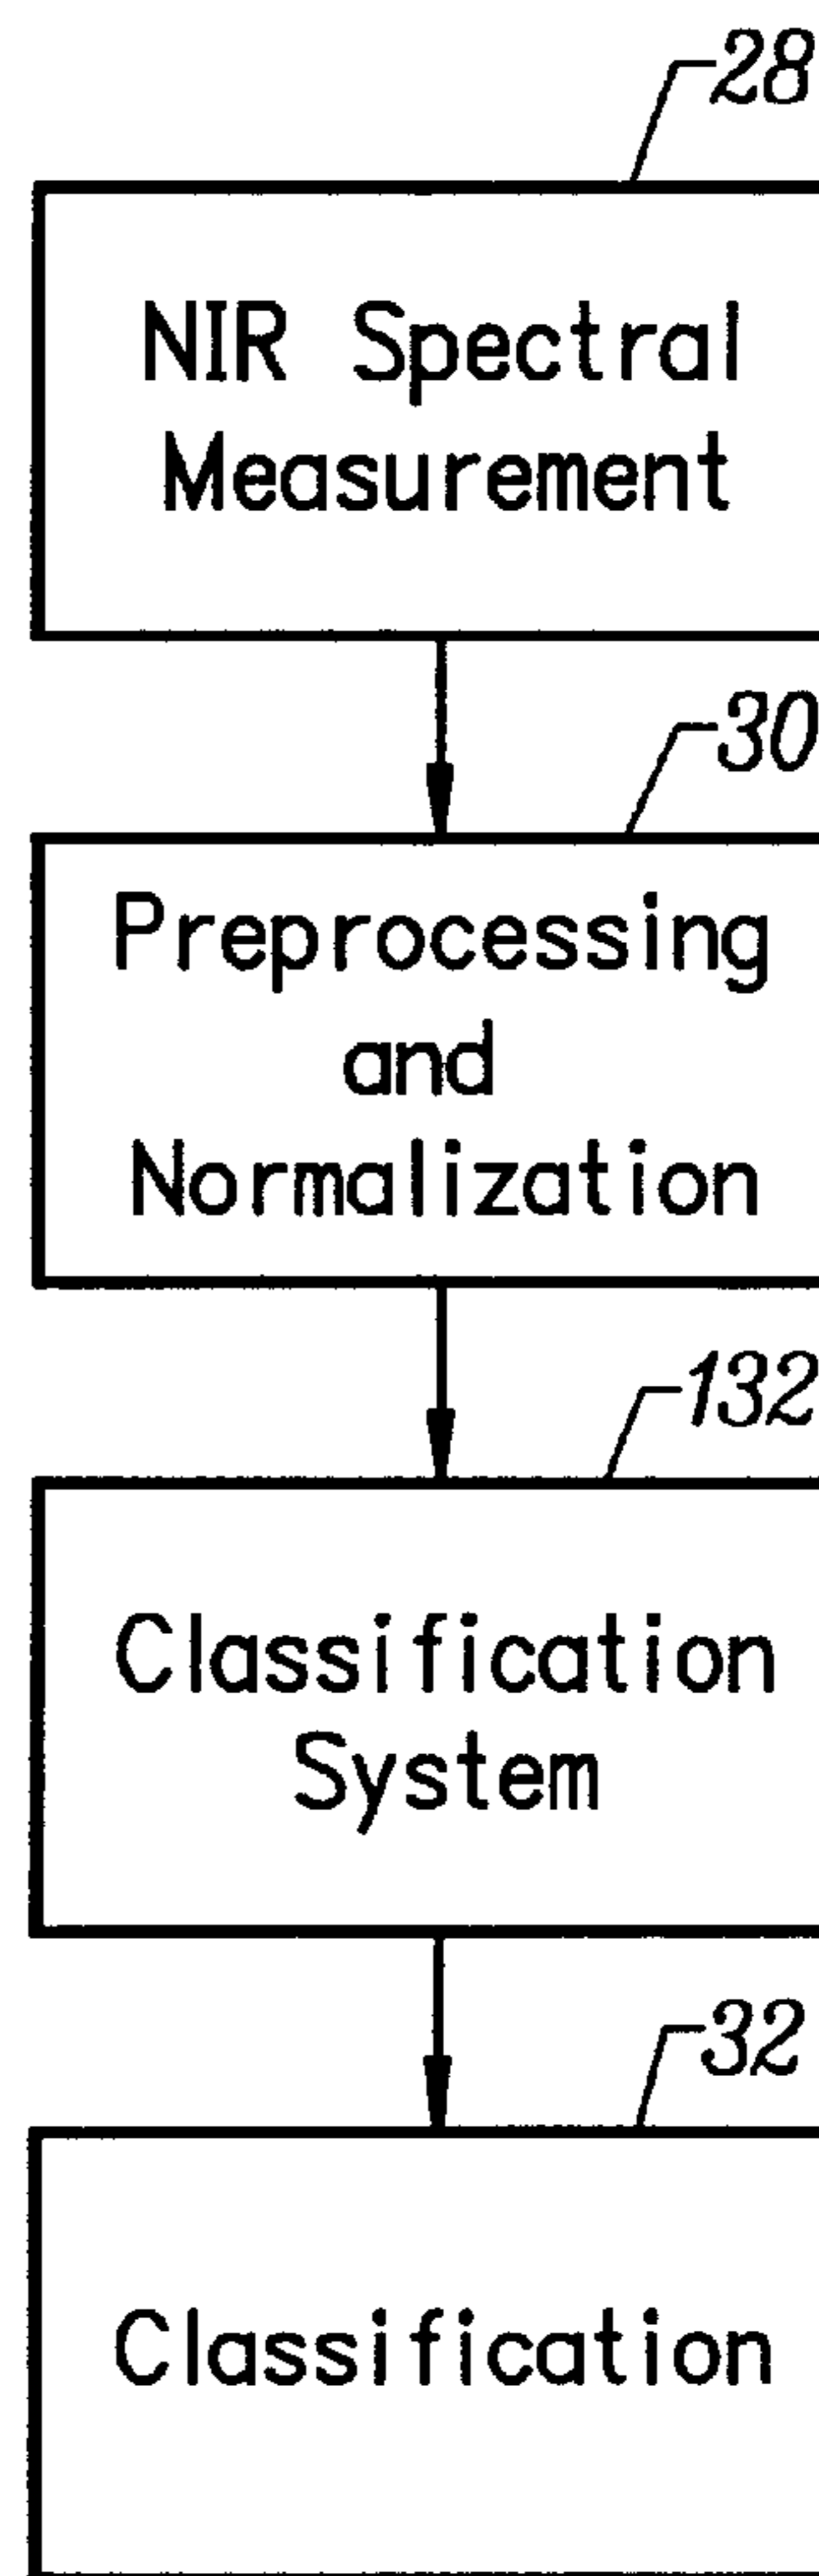 28
NIR Spectral
Measurement
30
Preprocessing
and
Normalization
132
Classification
System
32
Classification